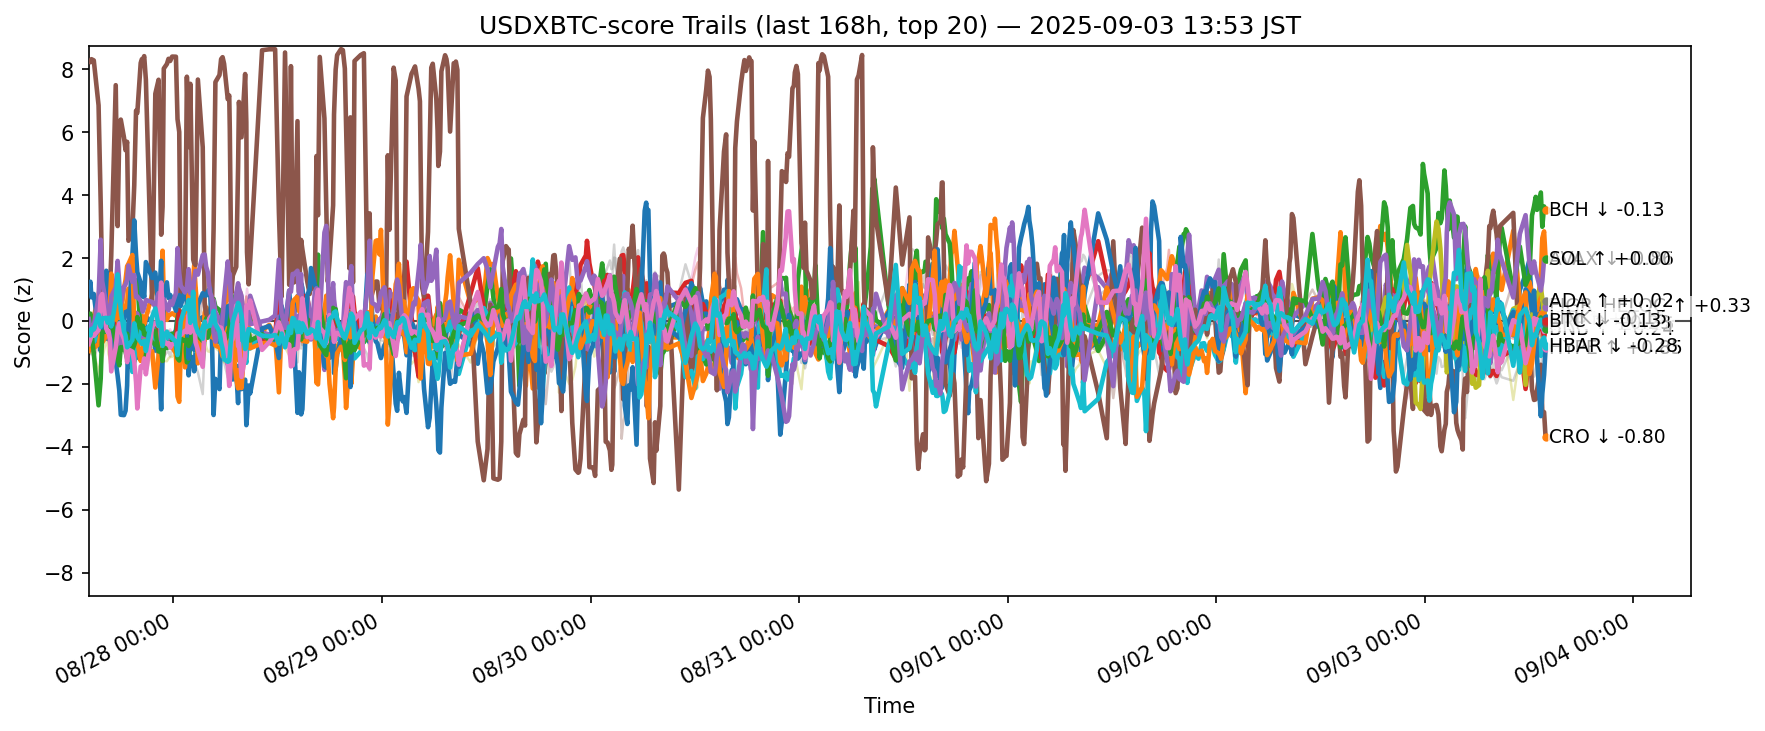 USDXBTC-score Trails (last 168h, top 20) — 2025-09-03 13:53 JST
Score (z)
8
6
4
2
0
−2
−4
−6
−8
BCH ↓ -0.13
SOL ↑ +0.00
ADA ↑ +0.02
↑ +0.33
BTC ↓ -0.13
HBAR ↓ -0.28
CRO ↓ -0.80
08/28 00:00
08/29 00:00
08/30 00:00
08/31 00:00
09/01 00:00
09/02 00:00
09/03 00:00
09/04 00:00
Time